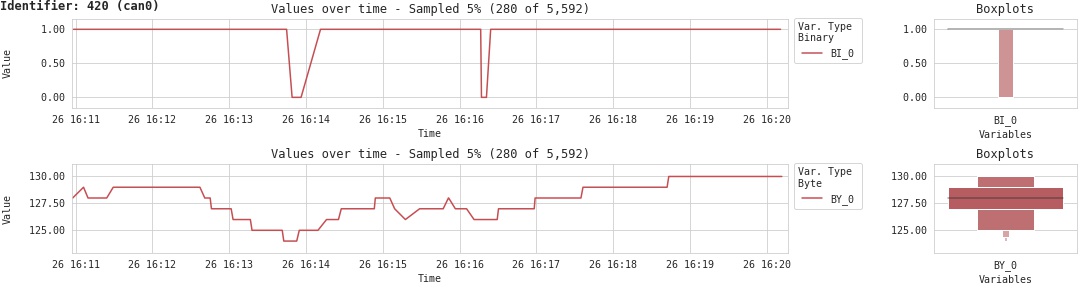 Identifier: 420 (can0)
Values over time - Sampled 5% (280 of 5,592)
Boxplots
1.00
0.50
0.00
Value
26 16:11 26 16:12 26 16:13 26 16:14 26 16:15 26 16:16 26 16:17 26 16:18 26 16:19 26 16:20
Time
Var. Type
Binary
BI_0
1.00
0.50
0.00
BI_0
Variables
Values over time - Sampled 5% (280 of 5,592)
Boxplots
130.00
127.50
125.00
Value
26 16:11 26 16:12 26 16:13 26 16:14 26 16:15 26 16:16 26 16:17 26 16:18 26 16:19 26 16:20
Time
Var. Type
Byte
BY_0
130.00
127.50
125.00
BY_0
Variables